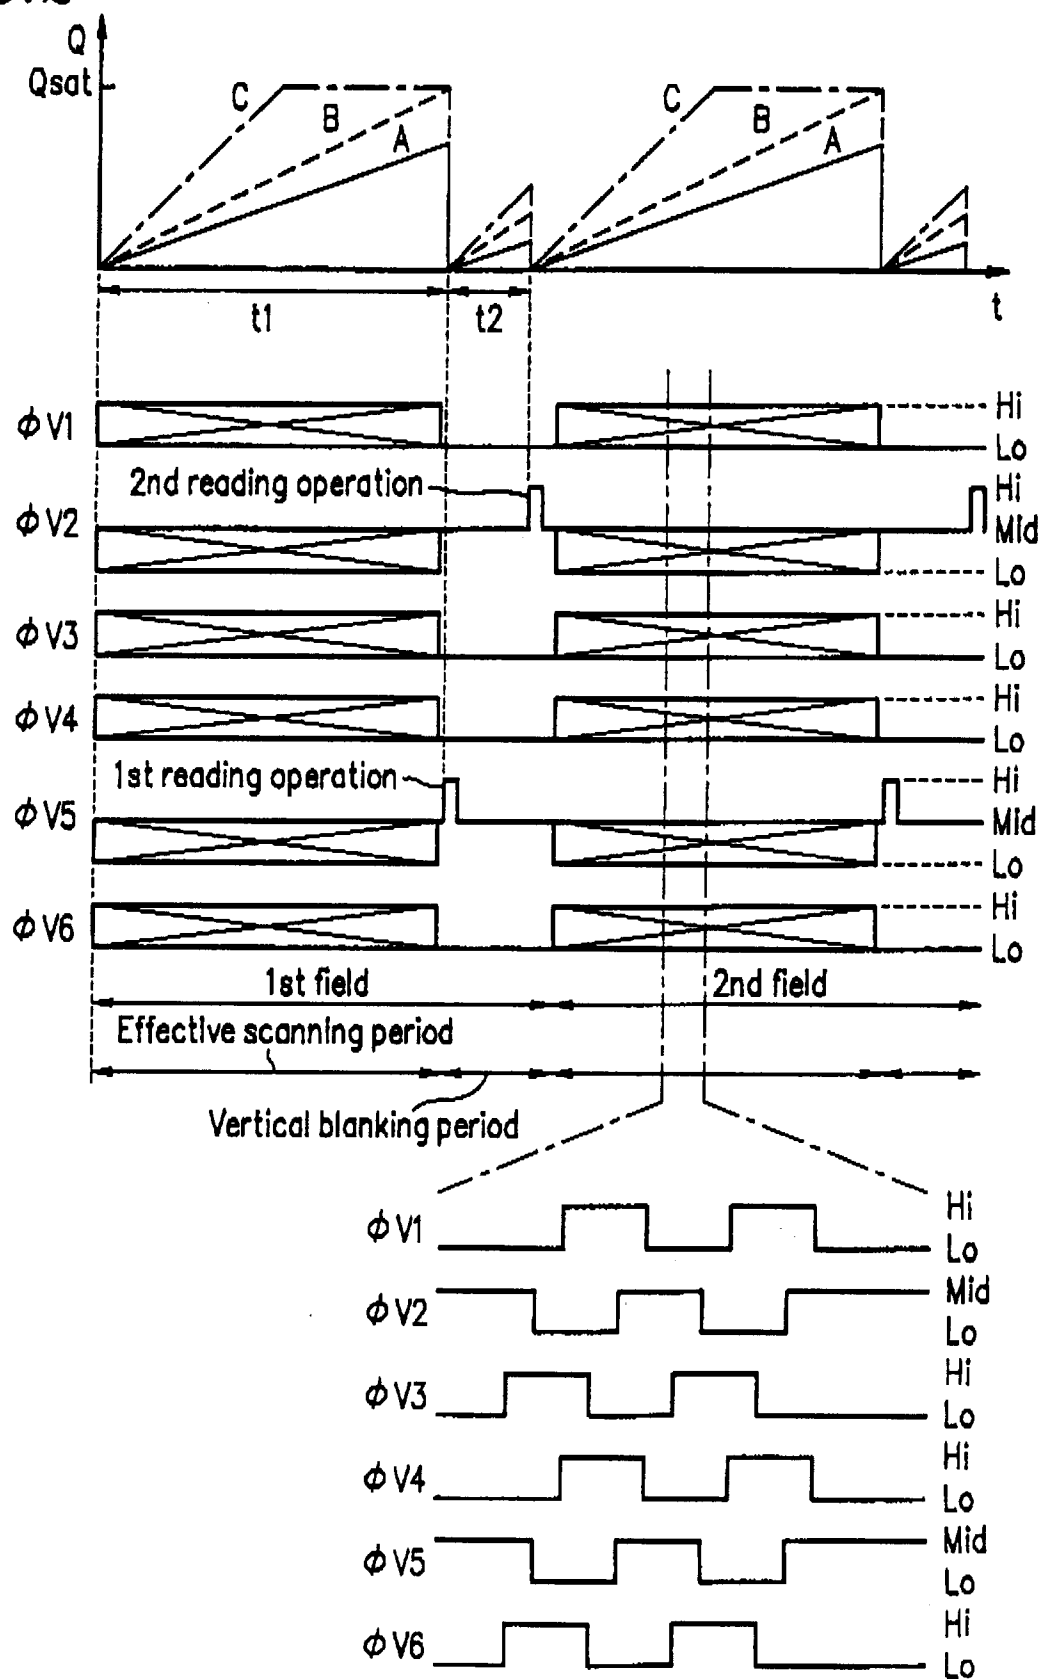 Q
Qsat
C
B
A
C
B
A
t1
t2
t
ϕV1
Hi
Lo
2nd reading operation
ϕV2
Hi
Mid
Lo
ϕV3
Hi
Lo
ϕV4
Hi
Lo
1st reading operation
ϕV5
Hi
Mid
Lo
ϕV6
Hi
Lo
1st field
2nd field
Effective scanning period
Vertical blanking period
ϕV1
Hi
Lo
ϕV2
Mid
Lo
ϕV3
Hi
Lo
ϕV4
Hi
Lo
ϕV5
Mid
Lo
ϕV6
Hi
Lo